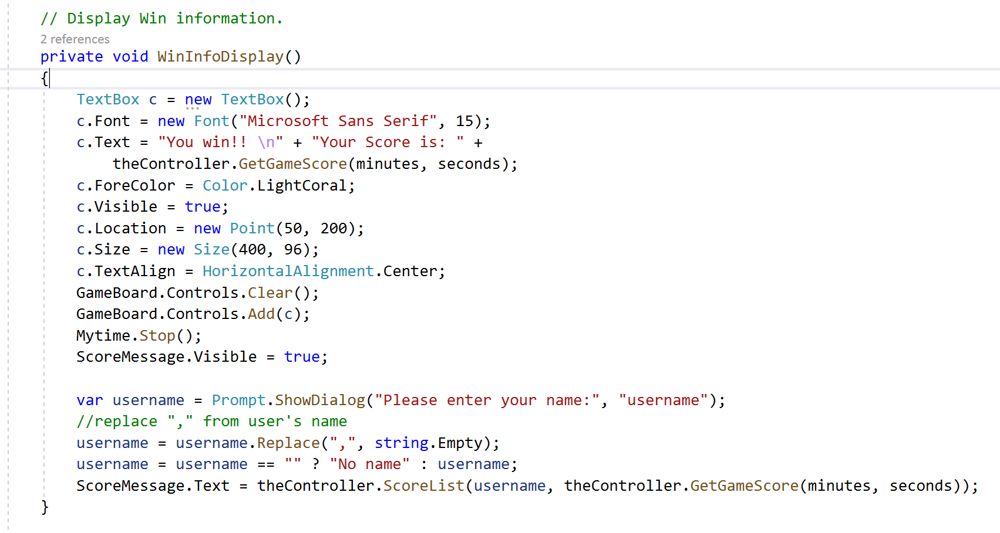 // Display Win information.
2 references
private void WinInfoDisplay()
{
TextBox c = new TextBox();
c.Font = new Font("Microsoft Sans Serif", 15);
c.Text = "You win!! \n" + "Your Score is: " +
theController.GetGameScore(minutes, seconds);
c.ForeColor = Color.LightCoral;
c.Visible = true;
c.Location = new Point(50, 200);
c.Size = new Size(400, 96);
c.TextAlign = HorizontalAlignment.Center;
GameBoard.Controls.Clear();
GameBoard.Controls.Add(c);
Mytime.Stop();
ScoreMessage.Visible = true;
var username = Prompt.ShowDialog("Please enter your name:", "username");
//replace "," from user's name
username = username.Replace(",", string.Empty);
username = username == "" ? "No name" : username;
ScoreMessage.Text = theController.ScoreList(username, theController.GetGameScore(minutes, seconds));
}